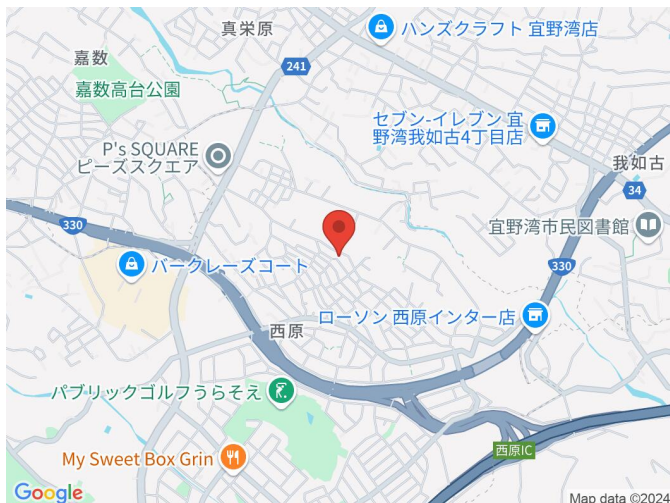 真栄原
ハンズクラフト 宜野湾店
嘉数
嘉数高台公園
241
セブン-イレブン 宜
野湾我如古4丁目店
P's SQUARE
ピーズスクエア
我如古
34
330
宜野湾市民図書館
バークレーズコート
330
西原
ローソン 西原インター店
パブリックゴルフうらそえ
My Sweet Box Grin
西原IC
Google
Map data ©2024